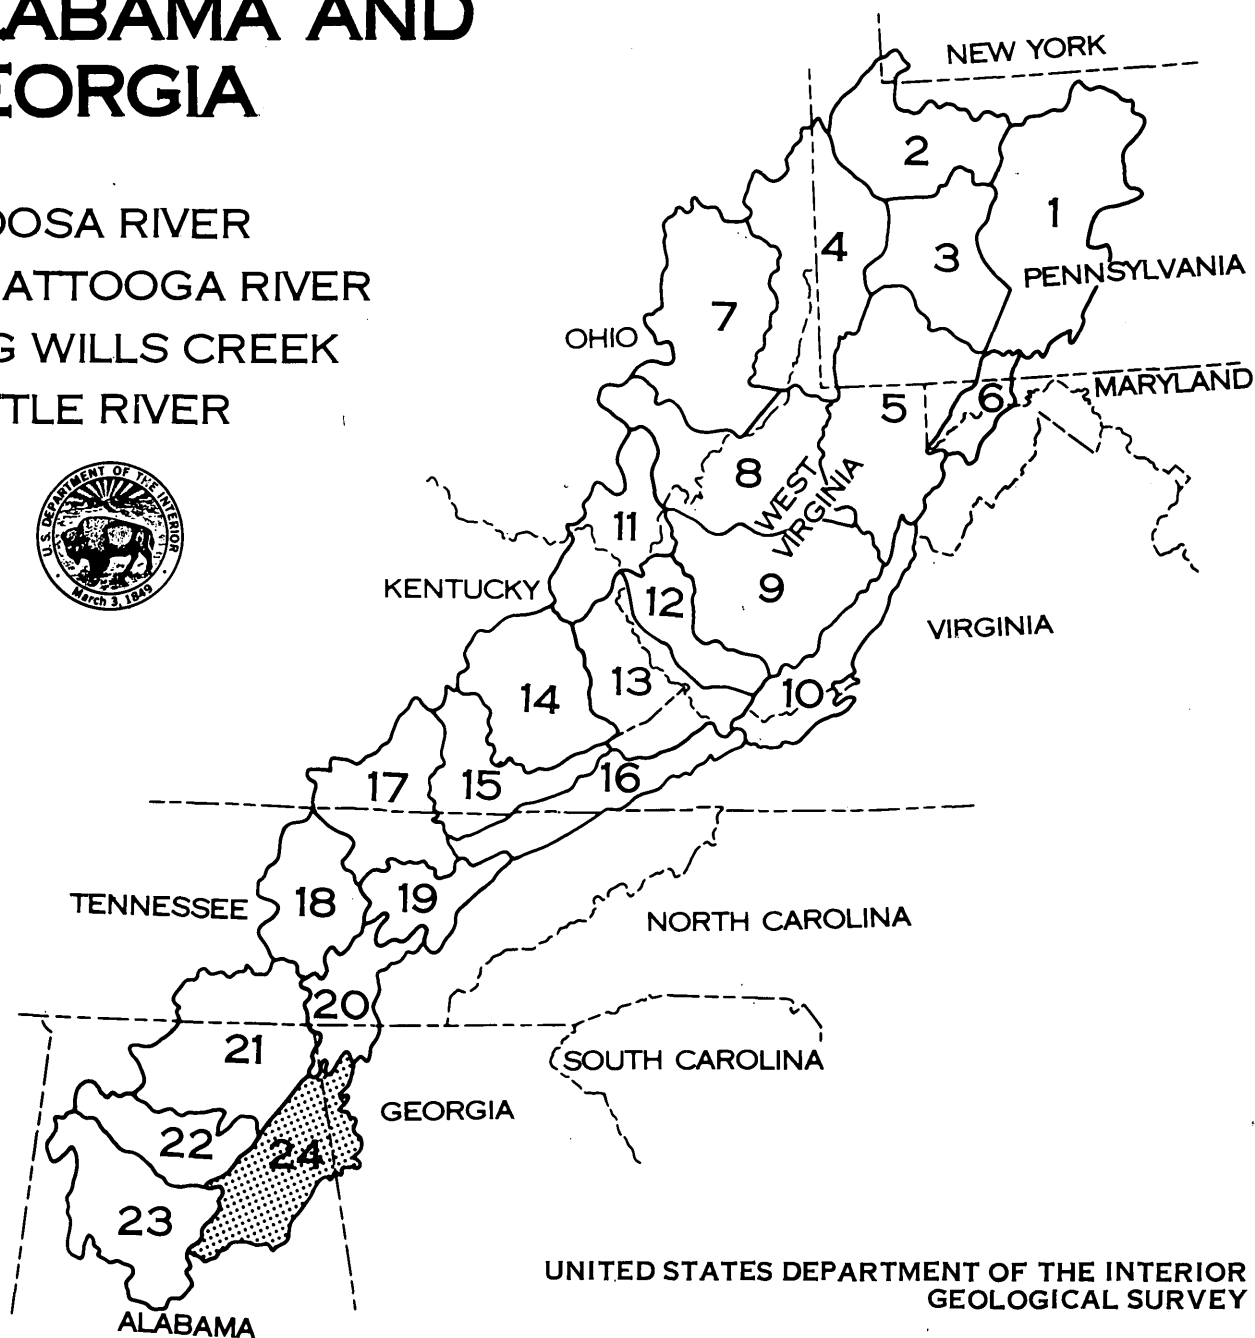 LABAMA AND
EORGIA
OOSA RIVER
ATTOOGA RIVER
G WILLS CREEK
TTLE RIVER
U.S. DEPARTMENT OF THE INTERIOR
March 3, 1849
NEW YORK
2
1
4
3
PENNSYLVANIA
7
OHIO
MARYLAND
6
5
8
WEST
VIRGINIA
11
KENTUCKY
12
9
VIRGINIA
13
10
14
16
17
15
TENNESSEE
18
19
NORTH CAROLINA
20
21
SOUTH CAROLINA
GEORGIA
22
24
23
ALABAMA
UNITED STATES DEPARTMENT OF THE INTERIOR
GEOLOGICAL SURVEY